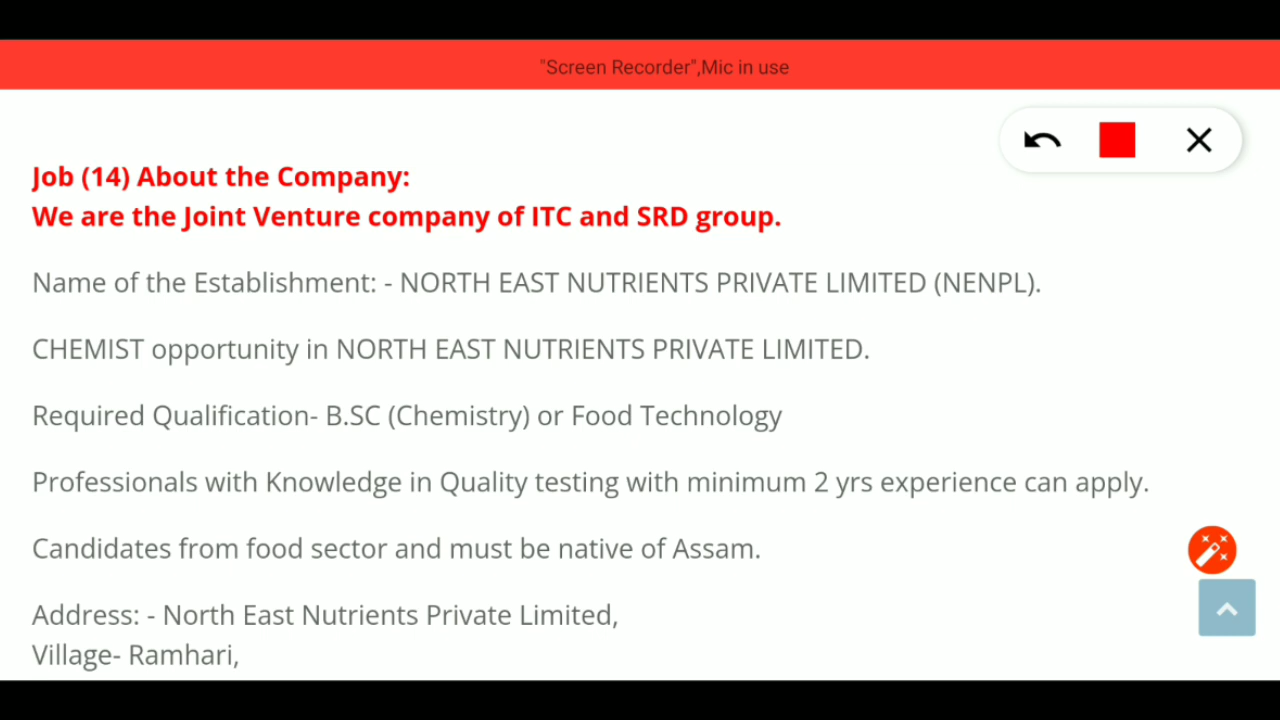 "Screen Recorder",Mic in use
Job (14) About the Company:
We are the Joint Venture company of ITC and SRD group.
Name of the Establishment: - NORTH EAST NUTRIENTS PRIVATE LIMITED (NENPL).
CHEMIST opportunity in NORTH EAST NUTRIENTS PRIVATE LIMITED.
Required Qualification- B.SC (Chemistry) or Food Technology
Professionals with Knowledge in Quality testing with minimum 2 yrs experience can apply.
Candidates from food sector and must be native of Assam.
Address: - North East Nutrients Private Limited,
Village- Ramhari,